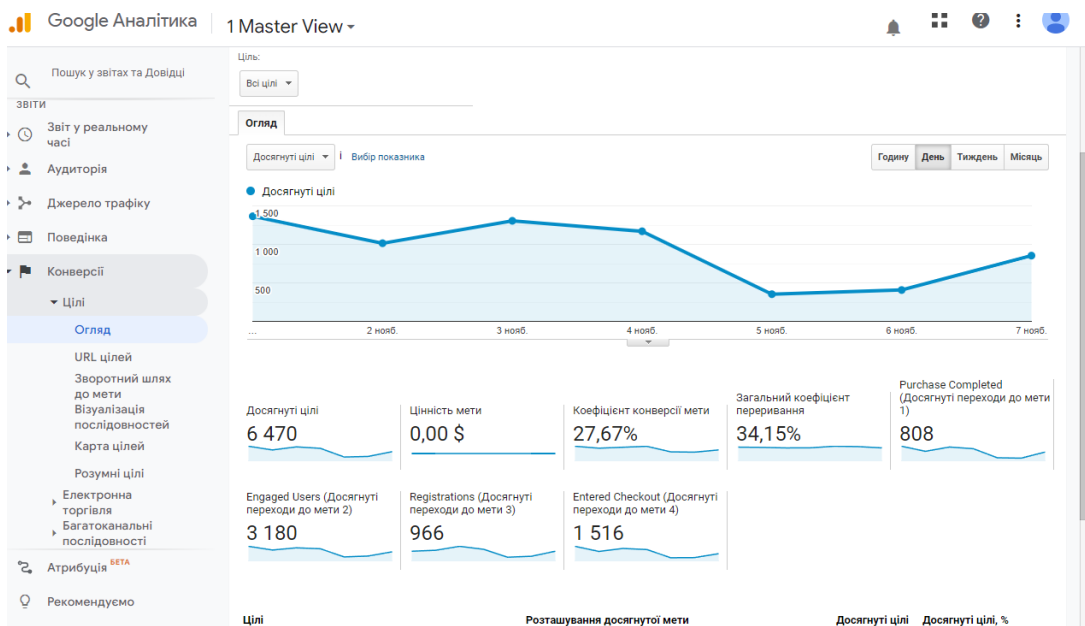 Google Аналітика
1 Master View
Пошук у звітах та Довідці
ЗВІТИ
Звіт у реальному
часі
Аудиторія
Джерело трафіку
Поведінка
Конверсії
Цілі
Огляд
URL цілей
Зворотний шлях
до мети
Візуалізація
послідовностей
Карта цілей
Розумні цілі
Електронна
торгівля
Багатоканальні
послідовності
Атрибуція БЕТА
Рекомендуємо
Ціль:
Всі цілі
Огляд
Досягнуті цілі і Вибір показника
Годину День Тиждень Місяць
Досягнуті цілі
1,500
1 000
500
... 2 нояб. 3 нояб. 4 нояб. 5 нояб. 6 нояб. 7 нояб.
Досягнуті цілі
6 470
Цінність мети
0,00 $
Коефіцієнт конверсії мети
27,67%
Загальний коефіцієнт
переривання
34,15%
Purchase Completed
(Досягнуті переходи до мети
1)
808
Engaged Users (Досягнуті
переходи до мети 2)
3 180
Registrations (Досягнуті
переходи до мети 3)
966
Entered Checkout (Досягнуті
переходи до мети 4)
1 516
Цілі Розташування досягнутої мети Досягнуті цілі Досягнуті цілі, %